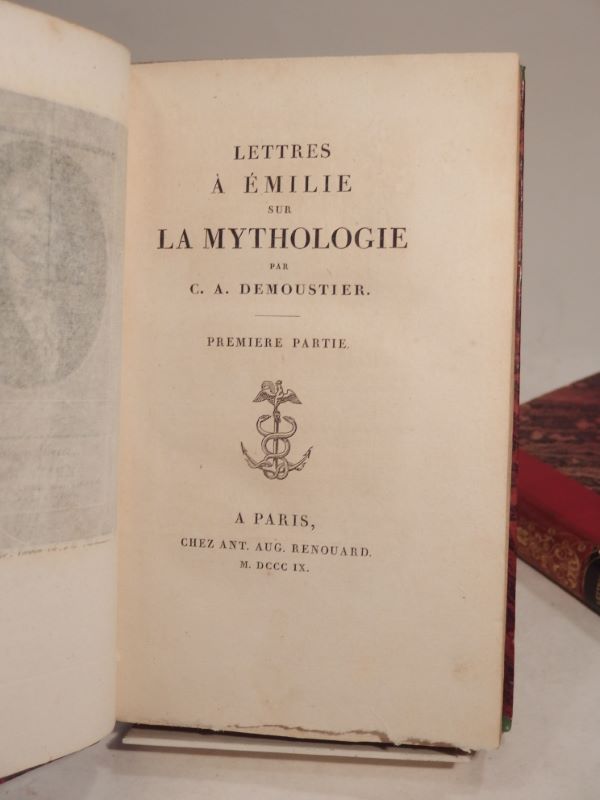 LETTRES
À ÉMILIE
SUR
LA MYTHOLOGIE
PAR
C. A. DEMOUSTIER.
PREMIERE PARTIE.
A PARIS,
CHEZ ANT. AUG. RENOUARD.
M. DCCC IX.